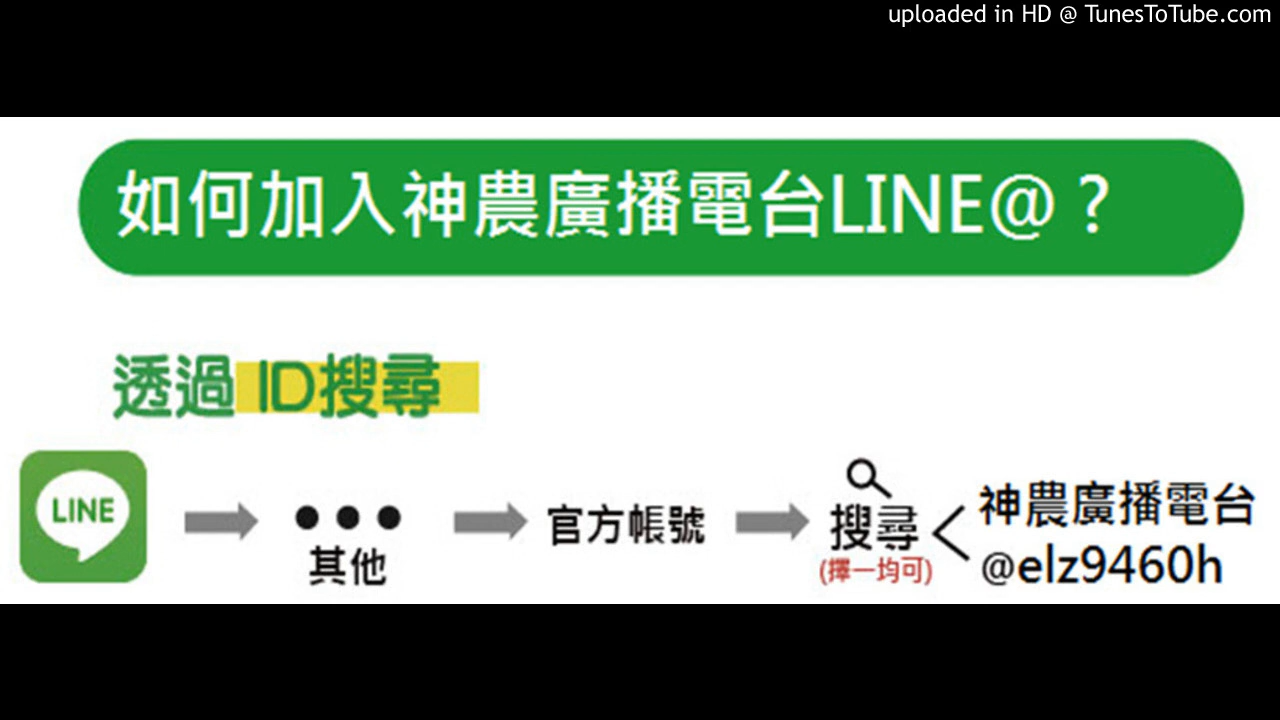 uploaded in HD @ TunesToTube.com
如何加入神農廣播電台LINE@？
透過 ID搜尋
LINE
其他
官方帳號
搜尋
(擇一均可)
神農廣播電台
@elz9460h